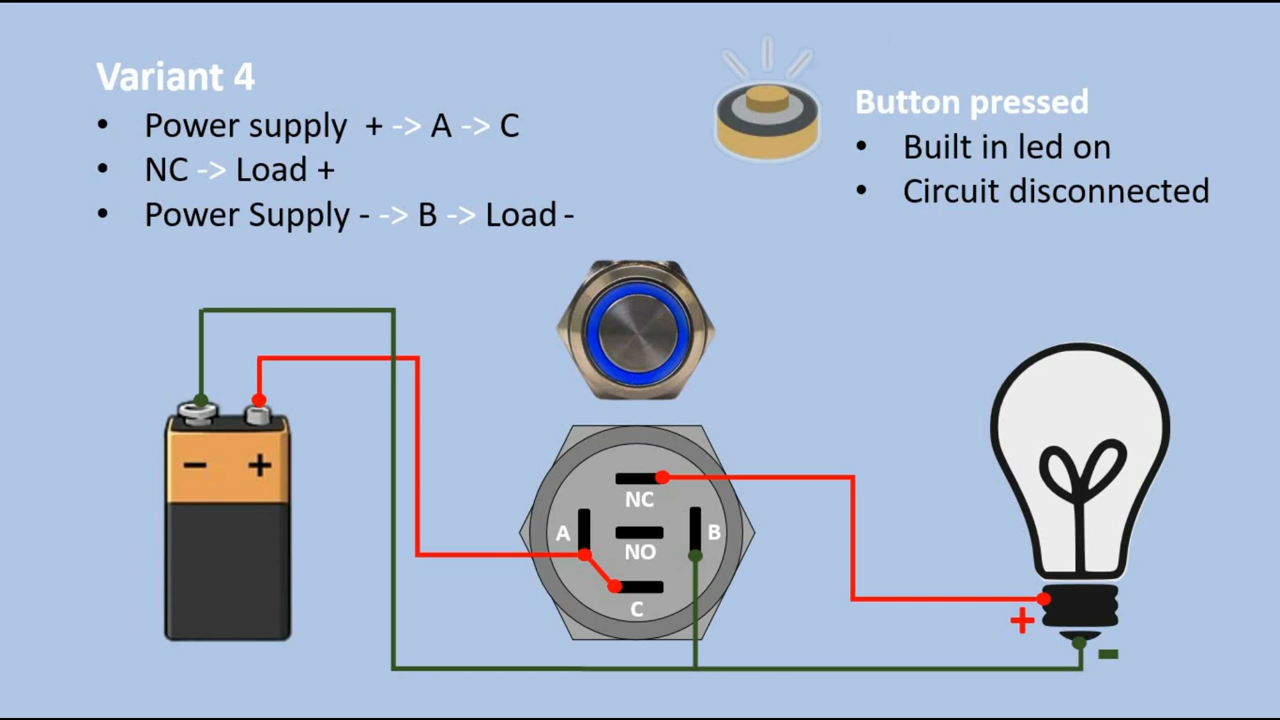 Variant 4
• Power supply + -> A -> C
• NC -> Load +
• Power Supply - -> B -> Load -
Button pressed
• Built in led on
• Circuit disconnected
- +
NC
A
B
NO
C
+
-